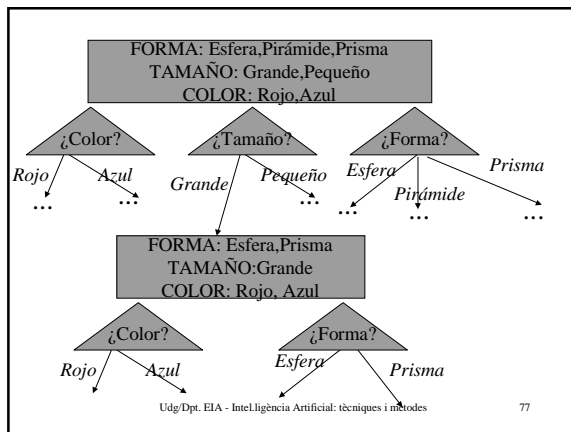 FORMA: Esfera,Pirámide,Prisma
TAMAÑO: Grande,Pequeño
COLOR: Rojo,Azul
¿Color?
¿Tamaño?
¿Forma?
Rojo
Azul
Grande
Pequeño
Esfera
Pirámide
Prisma
...
...
...
...
...
...
FORMA: Esfera,Prisma
TAMAÑO:Grande
COLOR: Rojo, Azul
¿Color?
¿Forma?
Rojo
Azul
Esfera
Prisma
Udg/Dpt. EIA - Intel.ligència Artificial: tècniques i mètodes
77